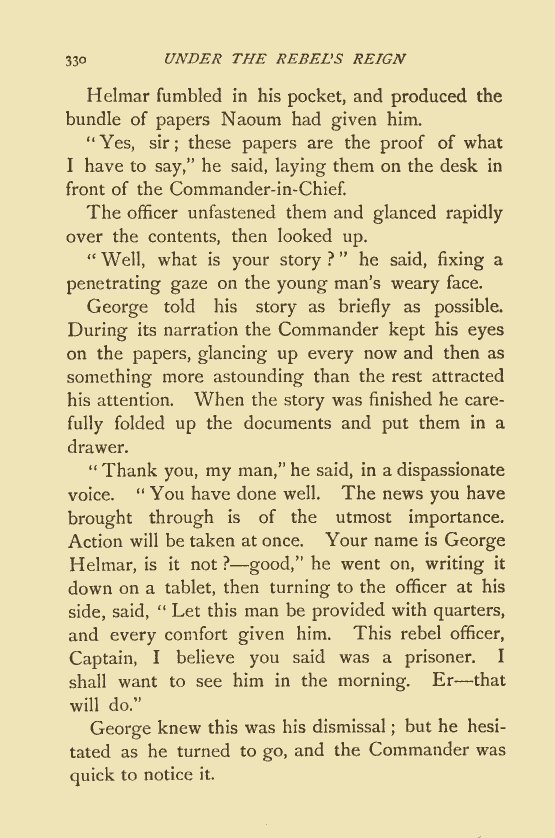 330 UNDER THE REBEL'S REIGN
Helmar fumbled in his pocket, and produced the
bundle of papers Naoum had given him.
"Yes, sir; these papers are the proof of what
I have to say," he said, laying them on the desk in
front of the Commander-in-Chief.
The officer unfastened them and glanced rapidly
over the contents, then looked up.
"Well, what is your story?" he said, fixing a
penetrating gaze on the young man's weary face.
George told his story as briefly as possible.
During its narration the Commander kept his eyes
on the papers, glancing up every now and then as
something more astounding than the rest attracted
his attention. When the story was finished he care-
fully folded up the documents and put them in a
drawer.
"Thank you, my man," he said, in a dispassionate
voice. "You have done well. The news you have
brought through is of the utmost importance.
Action will be taken at once. Your name is George
Helmar, is it not?—good," he went on, writing it
down on a tablet, then turning to the officer at his
side, said, "Let this man be provided with quarters,
and every comfort given him. This rebel officer,
Captain, I believe you said was a prisoner. I
shall want to see him in the morning. Er—that
will do."
George knew this was his dismissal; but he hesi-
tated as he turned to go, and the Commander was
quick to notice it.